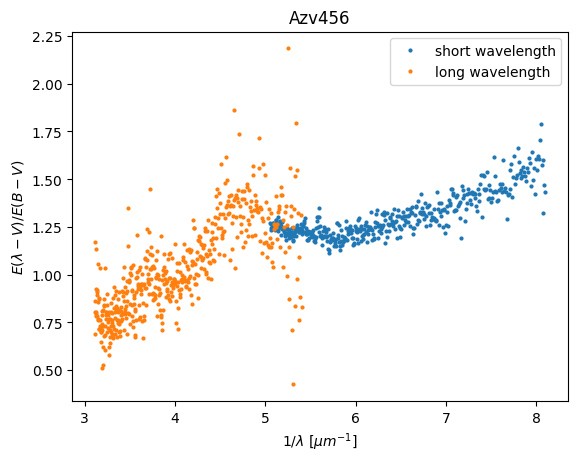 Azv456
short wavelength
long wavelength
E(λ − V)/E(B − V)
2.25
2.00
1.75
1.50
1.25
1.00
0.75
0.50
3 4 5 6 7 8
1/λ [μm⁻¹]